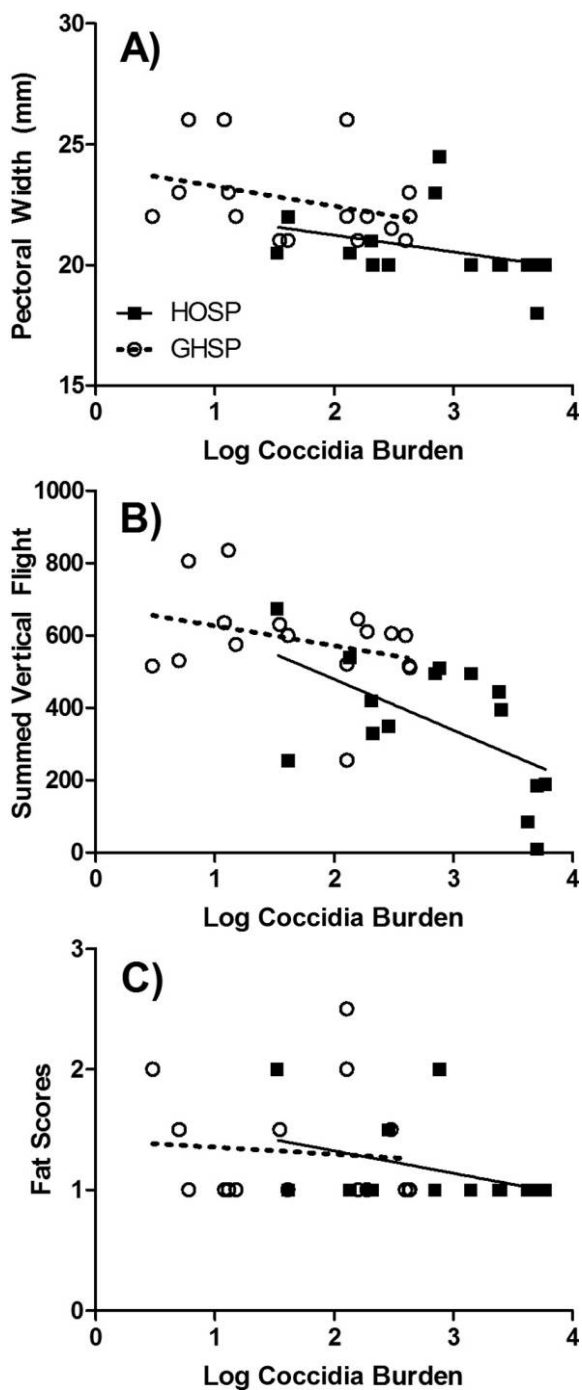 A)
30
25
20
15
Pectoral Width (mm)
HOSP
GHSP
0 1 2 3 4
Log Coccidia Burden
B)
1000
800
600
400
200
0
Summed Vertical Flight
0 1 2 3 4
Log Coccidia Burden
C)
3
2
1
0
Fat Scores
0 1 2 3 4
Log Coccidia Burden